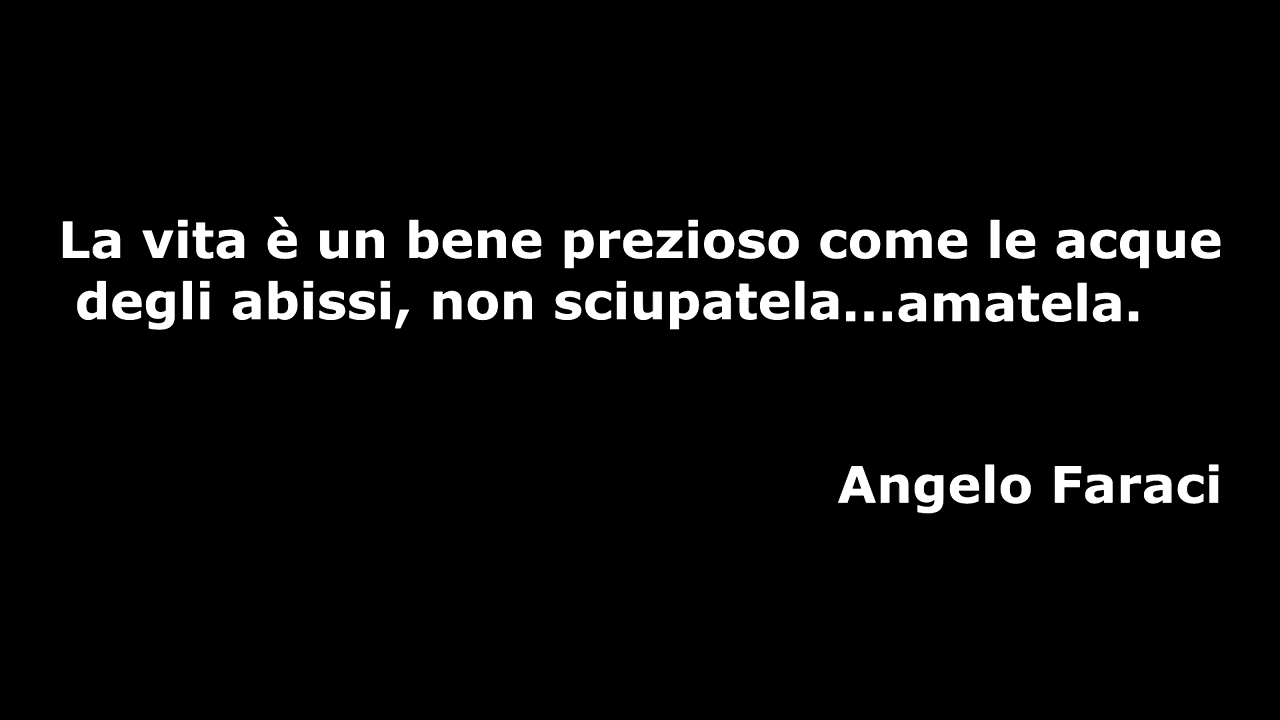 La vita è un bene prezioso come le acque
degli abissi, non sciupatela...amatela.
Angelo Faraci